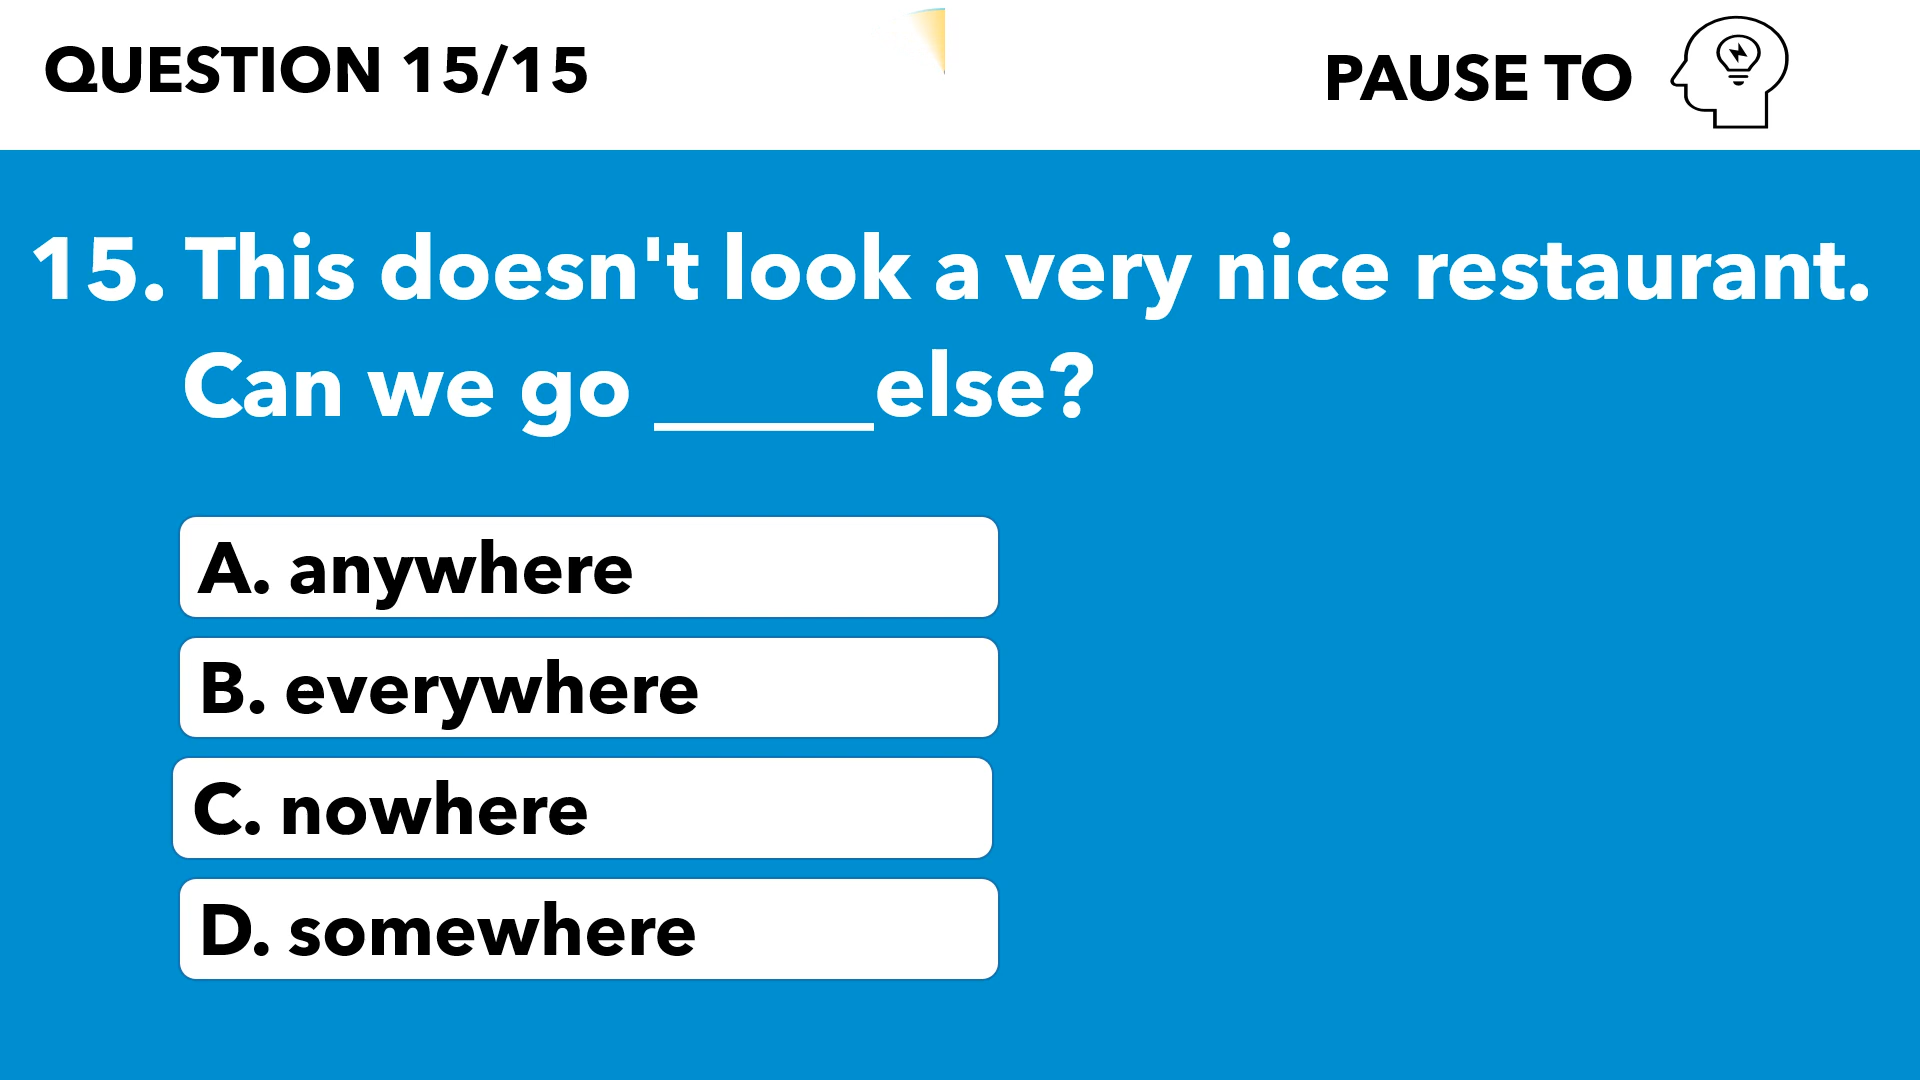 QUESTION 15/15
PAUSE TO
15. This doesn't look a very nice restaurant.
Can we go _____else?
A. anywhere
B. everywhere
C. nowhere
D. somewhere